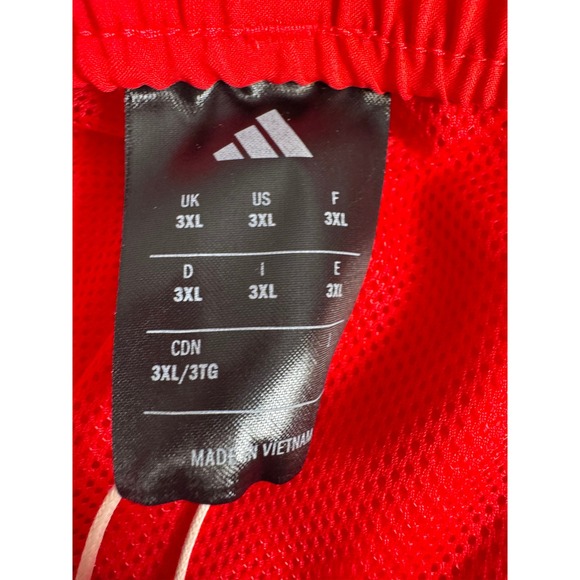 UK US F
3XL 3XL 3XL
D I E
3XL 3XL 3XL
CDN
3XL/3TG
MADE IN VIETNAM